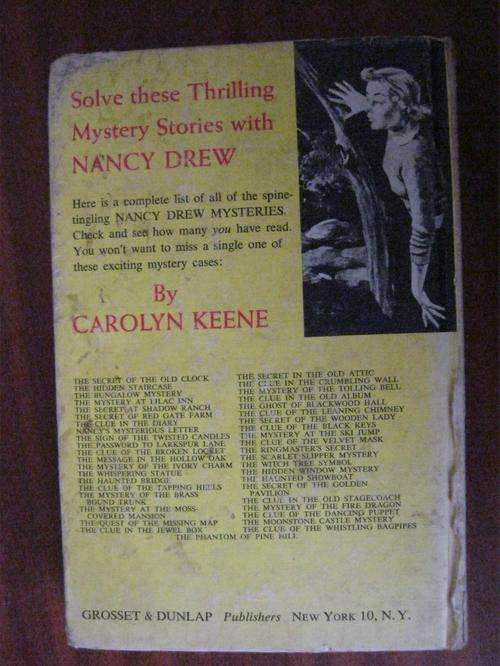 Solve these Thrilling
Mystery Stories with
NANCY DREW
Here is a complete list of all of the spine-
tingling NANCY DREW MYSTERIES.
Check and see how many you have read.
You won't want to miss a single one of
these exciting mystery cases:
By
CAROLYN KEENE
THE SECRET OF THE OLD CLOCK
THE HIDDEN STAIRCASE
THE BUNGALOW MYSTERY
THE MYSTERY AT LILAC INN
THE SECRET AT SHADOW RANCH
THE SECRET OF RED GATE FARM
THE CLUE IN THE DIARY
NANCY'S MYSTERIOUS LETTER
THE SIGN OF THE TWISTED CANDLES
THE PASSWORD TO LARKSPUR LANE
THE CLUE OF THE BROKEN LOCKET
THE MESSAGE IN THE HOLLOW OAK
THE MYSTERY OF THE IVORY CHARM
THE WHISPERING STATUE
THE HAUNTED BRIDGE
THE CLUE OF THE TAPPING HEELS
THE MYSTERY OF THE BRASS
BOUND TRUNK
THE MYSTERY AT THE MOSS-
COVERED MANSION
THE QUEST OF THE MISSING MAP
THE CLUE IN THE JEWEL BOX
THE SECRET IN THE OLD ATTIC
THE CLUE IN THE CRUMBLING WALL
THE MYSTERY OF THE TOLLING BELL
THE CLUE IN THE OLD ALBUM
THE GHOST OF BLACKWOOD HALL
THE CLUE OF THE LEANING CHIMNEY
THE SECRET OF THE WOODEN LADY
THE CLUE OF THE BLACK KEYS
THE MYSTERY AT THE SKI JUMP
THE CLUE OF THE VELVET MASK
THE RINGMASTER'S SECRET
THE SCARLET SLIPPER MYSTERY
THE WITCH TREE SYMBOL
THE HIDDEN WINDOW MYSTERY
THE HAUNTED SHOWBOAT
THE SECRET OF THE GOLDEN
PAVILION
THE CLUE IN THE OLD STAGECOACH
THE MYSTERY OF THE FIRE DRAGON
THE CLUE OF THE DANCING PUPPET
THE MOONSTONE CASTLE MYSTERY
THE CLUE OF THE WHISTLING BAGPIPES
THE PHANTOM OF PINE HILL
GROSSET & DUNLAP Publishers NEW YORK 10, N. Y.